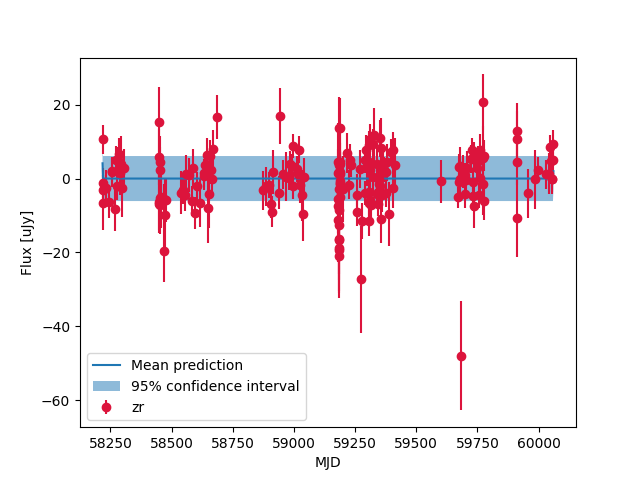 20
0
−20
−40
−60
Flux [uJy]
Mean prediction
95% confidence interval
zr
58250 58500 58750 59000 59250 59500 59750 60000
MJD